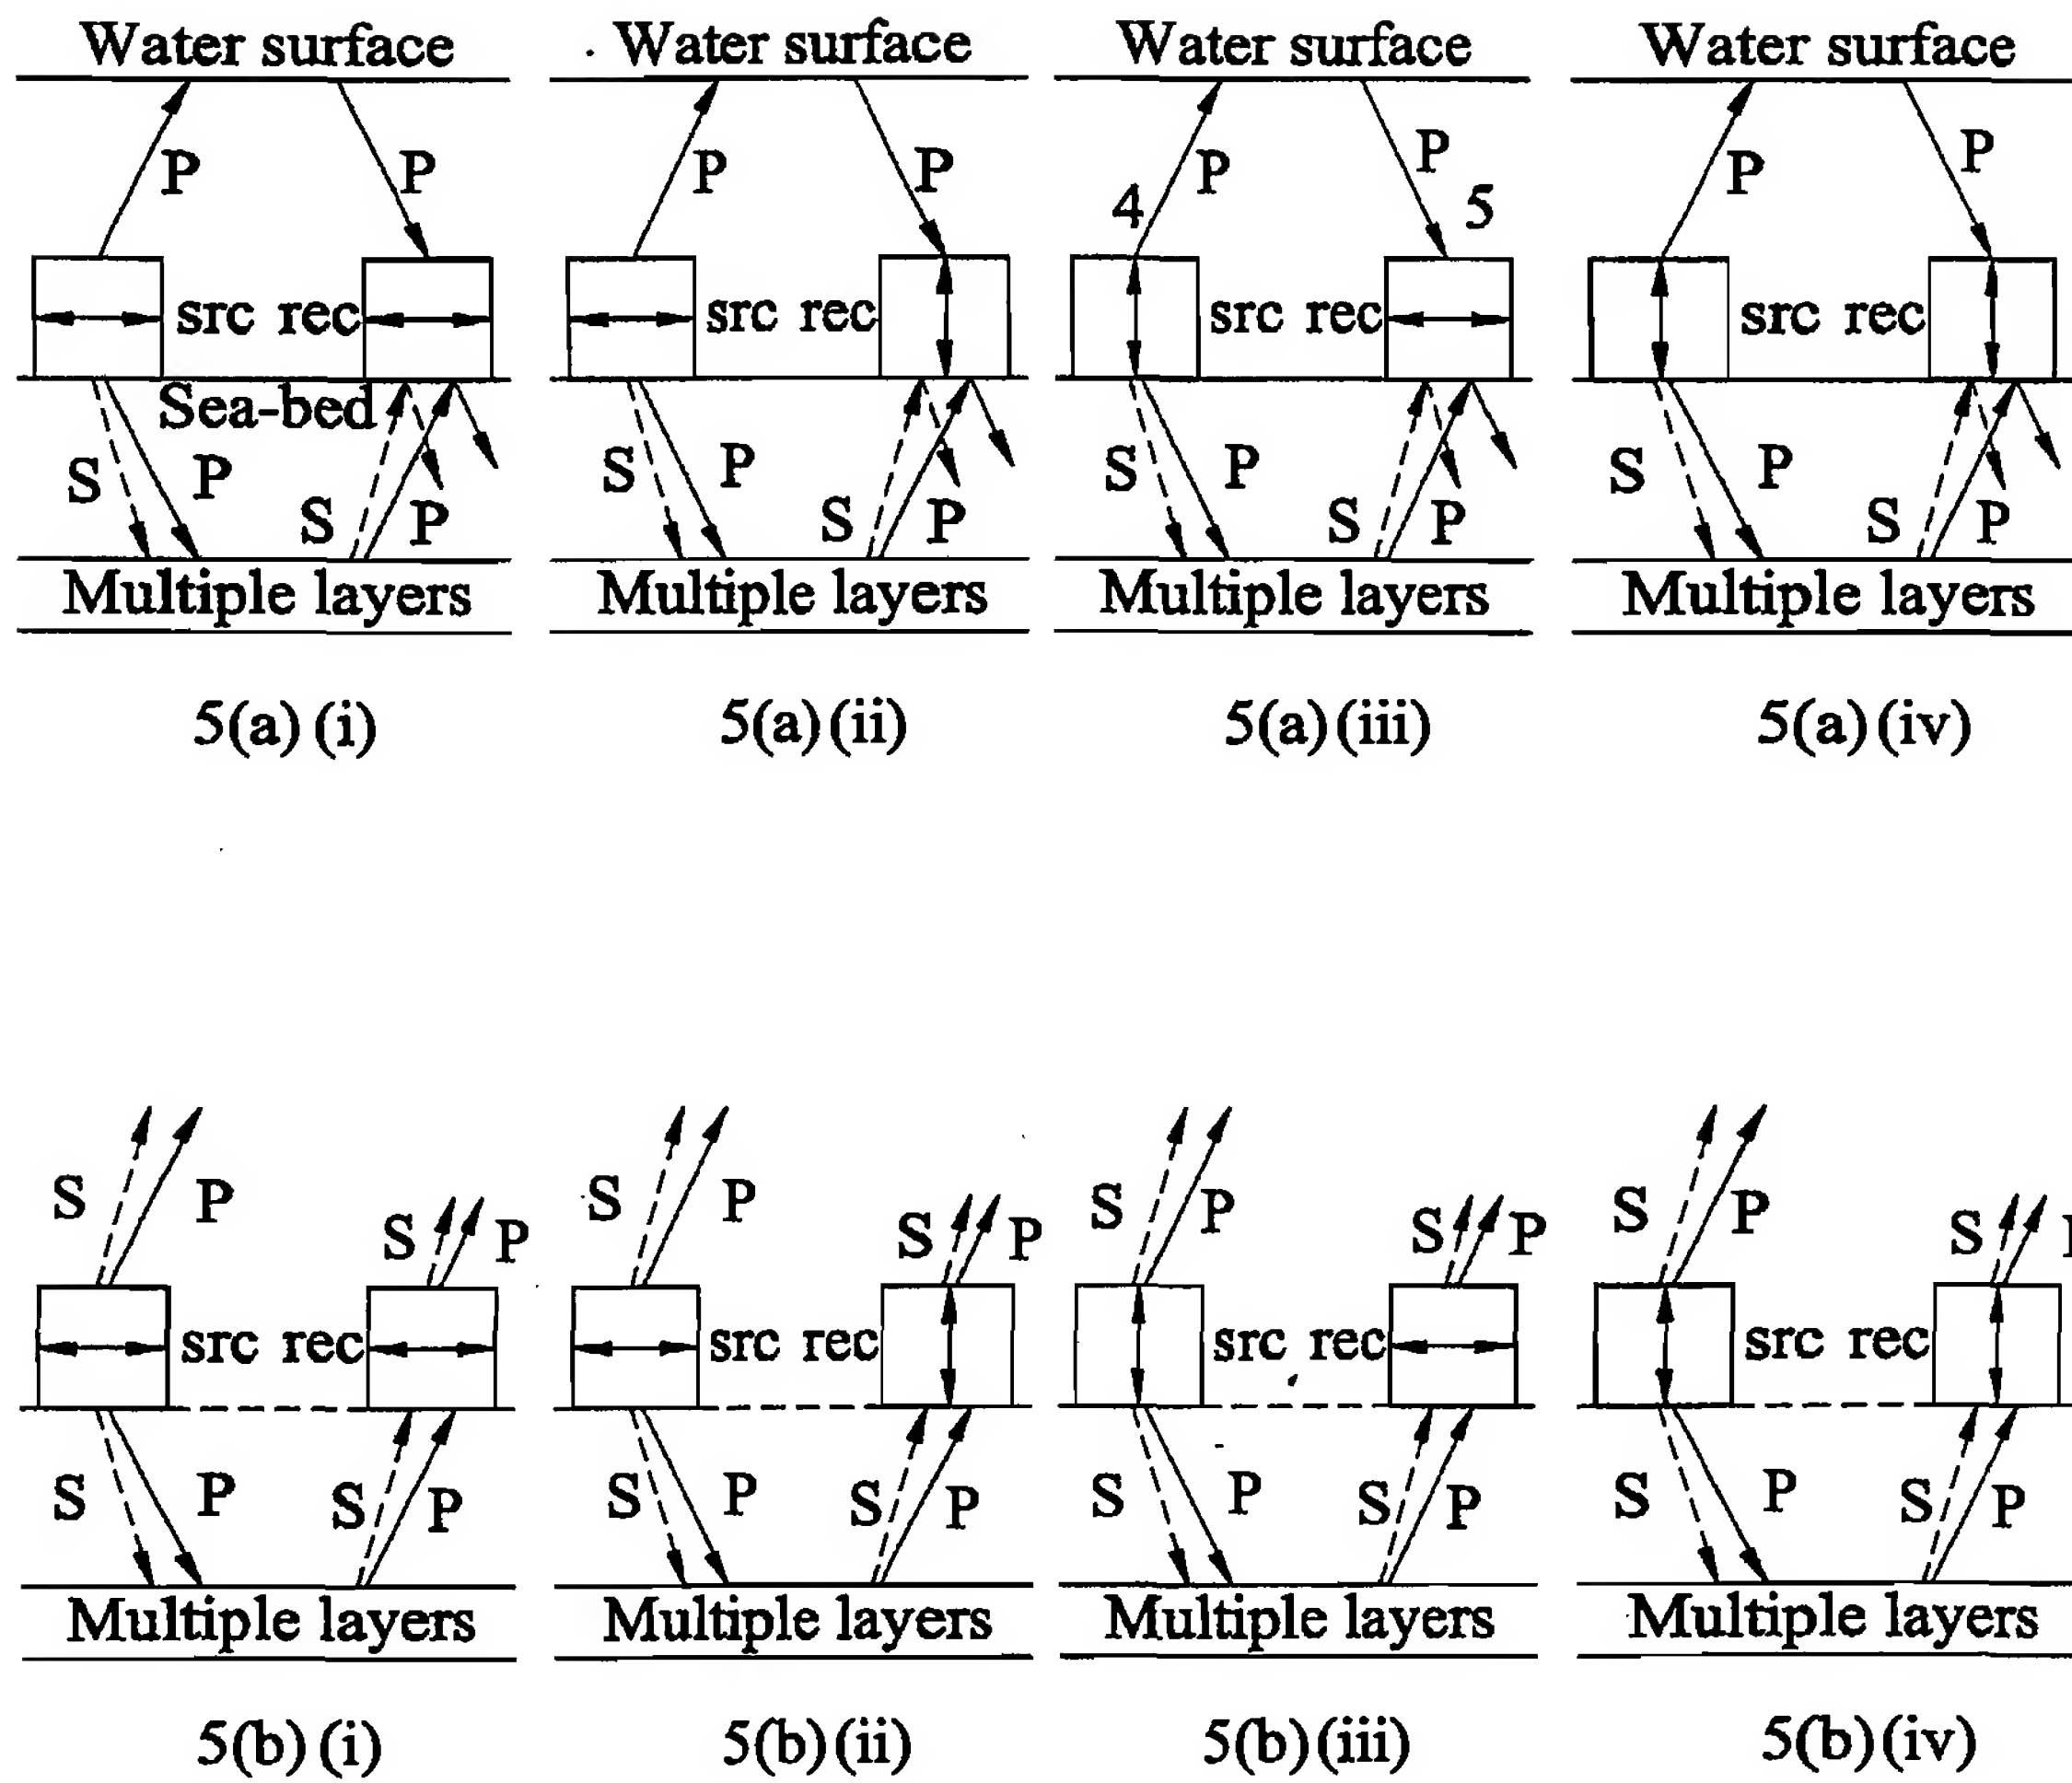 Water surface Water surface Water surface Water surface
P P P P P P P P
4 5
src rec src rec src rec src rec
Sea-bed
S P S P S P S P
S P S P S P S P
Multiple layers Multiple layers Multiple layers Multiple layers
5(a) (i) 5(a) (ii) 5(a) (iii) 5(a) (iv)
S P S P S P S P
S P S P S P S
src rec src rec src rec src rec
S P S P S P S P S P S P S P S P
Multiple layers Multiple layers Multiple layers Multiple layers
5(b) (i) 5(b) (ii) 5(b) (iii) 5(b) (iv)